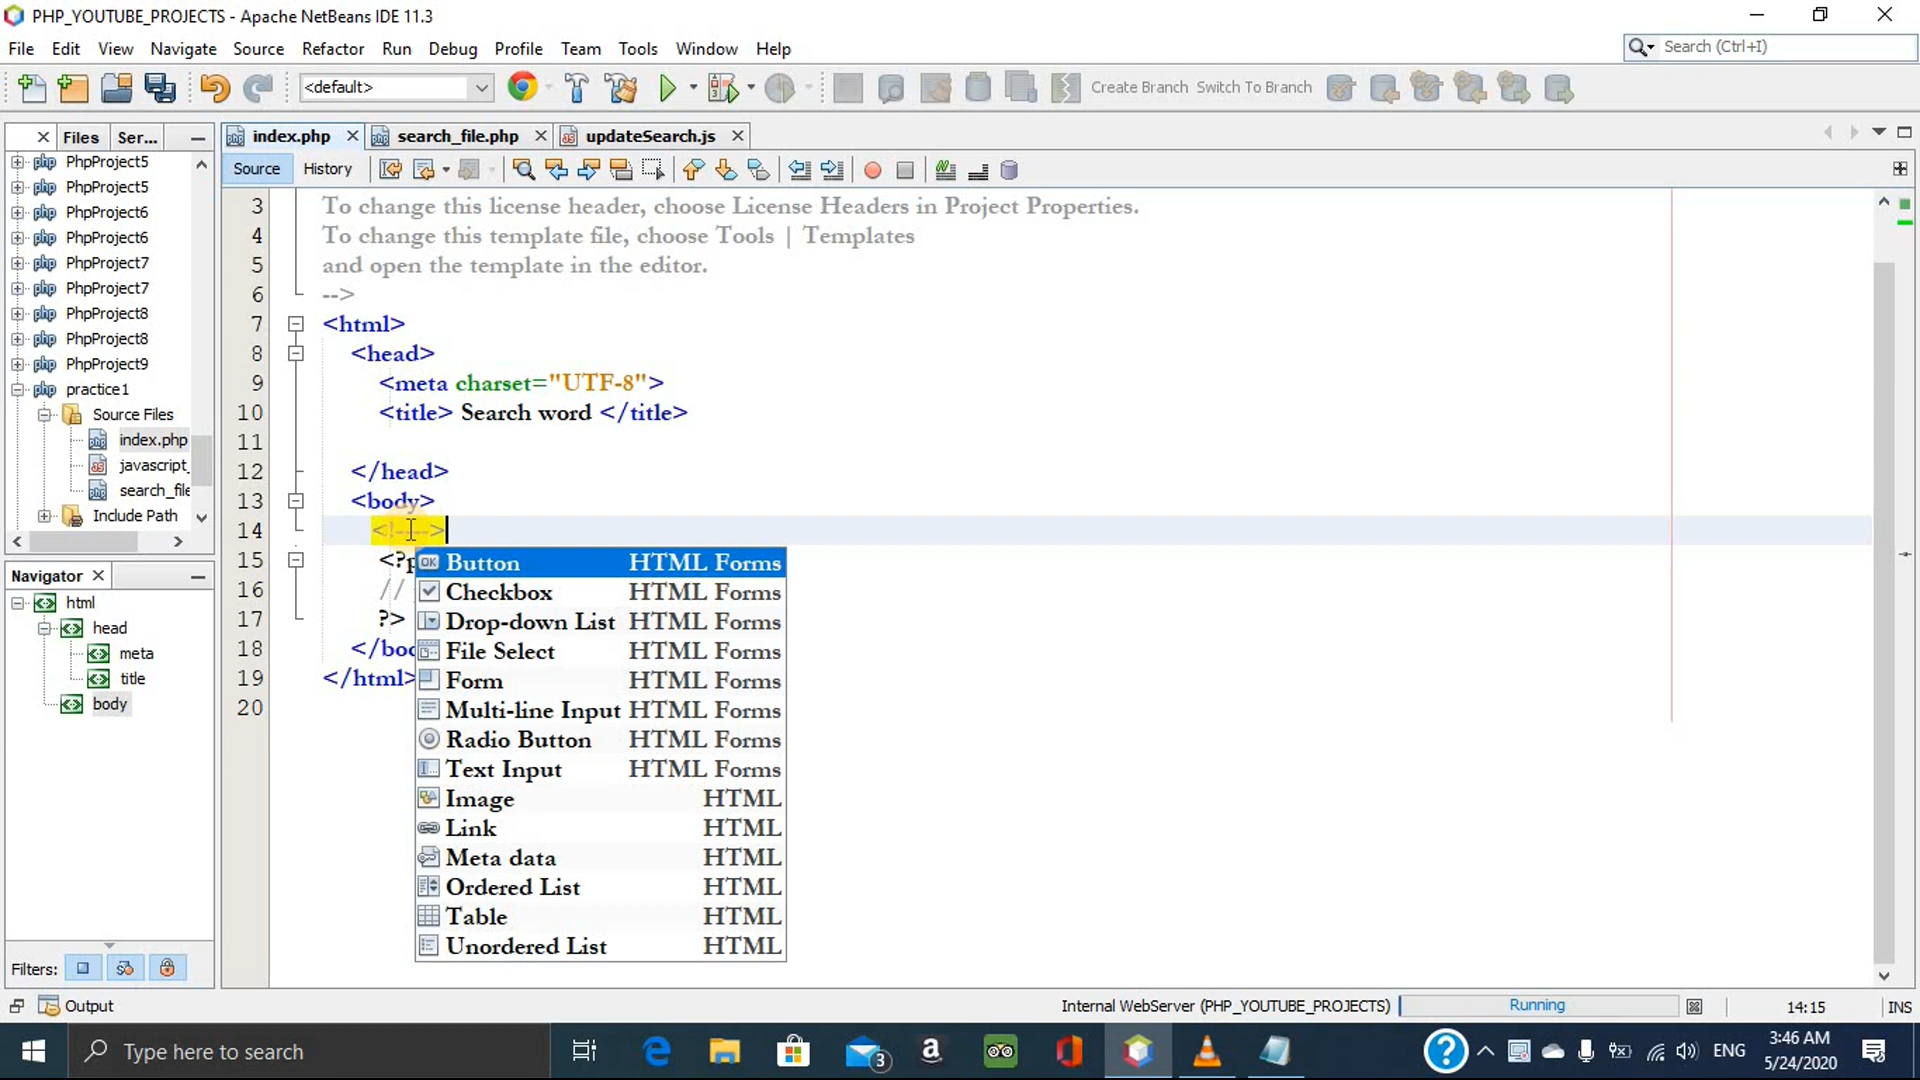 PHP_YOUTUBE_PROJECTS - Apache NetBeans IDE 11.3
File Edit View Navigate Source Refactor Run Debug Profile Team Tools Window Help
Search (Ctrl+I)
<default>
Create Branch Switch To Branch
Files Ser... index.php search_file.php updateSearch.js
Source History
PhpProject5
PhpProject5
PhpProject6
PhpProject6
PhpProject7
PhpProject7
PhpProject8
PhpProject8
PhpProject9
practice1
Source Files
index.php
javascript_
search_file
Include Path
Navigator
html
head
meta
title
body
Filters:
3 To change this license header, choose License Headers in Project Properties.
4 To change this template file, choose Tools | Templates
5 and open the template in the editor.
6 -->
7 <html>
8 <head>
9 <meta charset="UTF-8">
10 <title> Search word </title>
11
12 </head>
13 <body>
14 <!---->
15 <?p
16 //
17 ?>
18 </bod
19 </html>
20
Button HTML Forms
Checkbox HTML Forms
Drop-down List HTML Forms
File Select HTML Forms
Form HTML Forms
Multi-line Input HTML Forms
Radio Button HTML Forms
Text Input HTML Forms
Image HTML
Link HTML
Meta data HTML
Ordered List HTML
Table HTML
Unordered List HTML
Output
Internal WebServer (PHP_YOUTUBE_PROJECTS) Running 14:15 INS
Type here to search
3
ENG
3:46 AM
5/24/2020